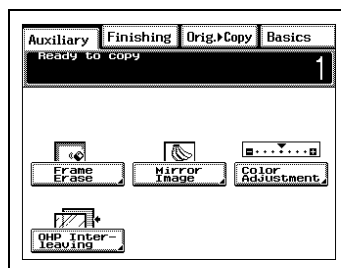 Auxiliary Finishing Orig.▶Copy Basics
Ready to copy
1
Frame
Erase
Mirror
Image
Color
Adjustment
OHP Inter-
leaving